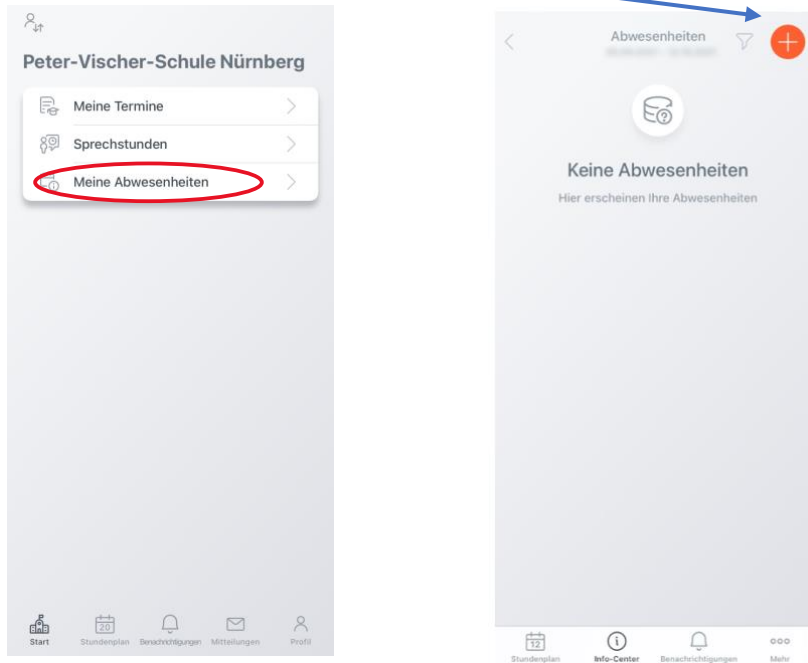 Peter-Vischer-Schule Nürnberg
Meine Termine
Sprechstunden
Meine Abwesenheiten
20
Start Stundenplan Benachrichtigungen Mitteilungen Profil
Abwesenheiten
Keine Abwesenheiten
Hier erscheinen Ihre Abwesenheiten
12
Stundenplan Info-Center Benachrichtigungen Mehr